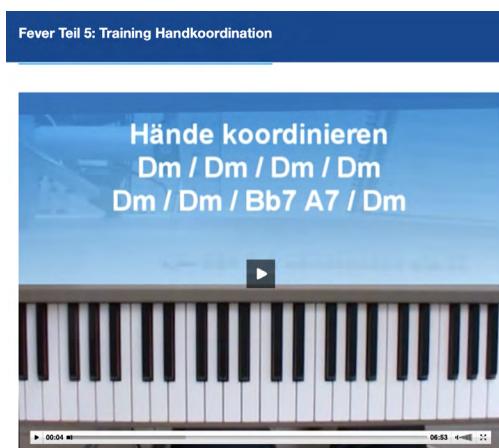 Fever Teil 5: Training Handkoordination
Hände koordinieren
Dm / Dm / Dm / Dm
Dm / Dm / Bb7 A7 / Dm
00:04
06:53